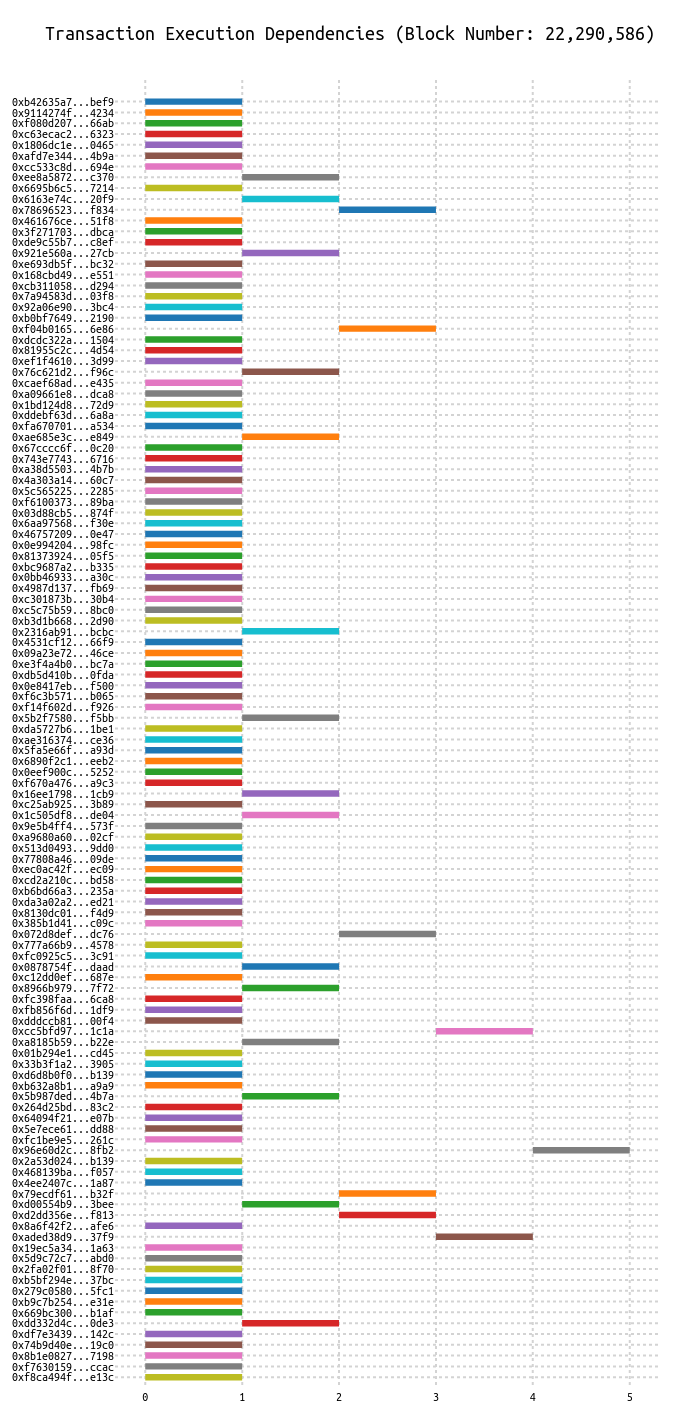 Transaction Execution Dependencies (Block Number: 22,290,586)
0xb42635a7...bef9
0x9114274f...4234
0xf080d207...66ab
0xc63ecac2...6323
0x1806dc1e...0465
0xafd7e344...4b9a
0xcc533c8d...694e
0xee8a5872...c370
0x6695b6c5...7214
0x6163e74c...20f9
0x78696523...f834
0x461676ce...51f8
0x3f271703...dbca
0xde9c55b7...c8ef
0x921e560a...27cb
0xe693db5f...bc32
0x168cbd49...e551
0xcb311058...d294
0x7a94583d...03f8
0x92a06e90...3bc4
0xb0bf7649...2190
0xf04b0165...6e86
0xdcdc322a...1504
0x81955c2c...4d54
0xef1f4610...3d99
0x76c621d2...f96c
0xcaef68ad...e435
0xa09661e8...dca8
0x1bd124d8...72d9
0xddebf63d...6a8a
0xfa670701...a534
0xae685e3c...e849
0x67cccc6f...0c20
0x743e7743...6716
0xa38d5503...4b7b
0x4a303a14...60c7
0x5c565225...2285
0xf6100373...89ba
0x03d88cb5...874f
0x6aa97568...f30e
0x46757209...0e47
0x0e994204...98fc
0x81373924...05f5
0xbc9687a2...b335
0x0bb46933...a30c
0x4987d137...fb69
0xc301873b...30b4
0xc5c75b59...8bc0
0xb3d1b668...2d90
0x2316ab91...bcbc
0x4531cf12...66f9
0x09a23e72...46ce
0xe3f4a4b0...bc7a
0xdb5d410b...0fda
0x0e8417eb...f500
0xf6c3b571...b065
0xf14f602d...f926
0x5b2f7580...f5bb
0xda5727b6...1be1
0xae316374...ce36
0x5fa5e66f...a93d
0x6890f2c1...eeb2
0x0eef900c...5252
0xf670a476...a9c3
0x16ee1798...1cb9
0xc25ab925...3b89
0x1c505df8...de04
0x9e5b4ff4...573f
0xa9680a60...02cf
0x513d0493...9dd0
0x77808a46...09de
0xec0ac42f...ec09
0xcd2a210c...bd58
0xb6bd66a3...235a
0xda3a02a2...ed21
0x8130dc01...f4d9
0x385b1d41...c09c
0x072d8def...dc76
0x777a66b9...4578
0xfc0925c5...3c91
0x0878754f...daad
0xc12dd0ef...687e
0x8966b979...7f72
0xfc398faa...6ca8
0xfb856f6d...1df9
0xdddccb81...00f4
0xcc5bfd97...1c1a
0xa8185b59...b22e
0x01b294e1...cd45
0x33b3f1a2...3905
0xd6d8b0f0...b139
0xb632a8b1...a9a9
0x5b987ded...4b7a
0x264d25bd...83c2
0x64094f21...e07b
0x5e7ece61...dd88
0xfc1be9e5...261c
0x96e60d2c...8fb2
0x2a53d024...b139
0x468139ba...f057
0x4ee2407c...1a87
0x79ecdf61...b32f
0xd00554b9...3bee
0xd2dd356e...f813
0x8a6f42f2...afe6
0xaded38d9...37f9
0x19ec5a34...1a63
0x5d9c72c7...abd0
0x2fa02f01...8f70
0xb5bf294e...37bc
0x279c0580...5fc1
0xb9c7b254...e31e
0x669bc300...b1af
0xdd332d4c...0de3
0xdf7e3439...142c
0x74b9d40e...19c0
0x8b1e0827...7198
0xf7630159...ccac
0xf8ca494f...e13c
0 1 2 3 4 5